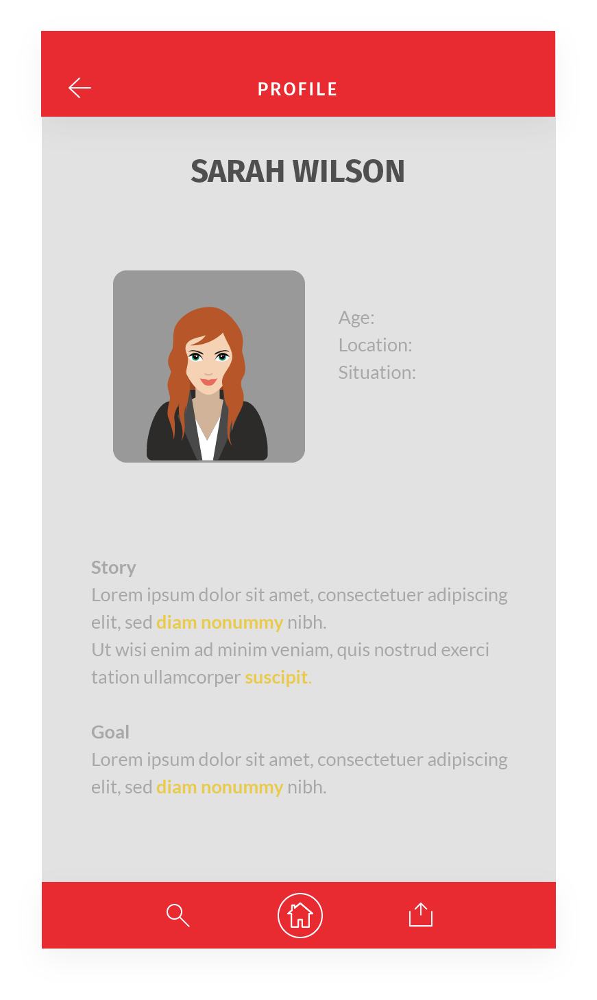 PROFILE
SARAH WILSON
Age:
Location:
Situation:
Story
Lorem ipsum dolor sit amet, consectetuer adipiscing
elit, sed diam nonummy nibh.
Ut wisi enim ad minim veniam, quis nostrud exerci
tation ullamcorper suscipit.
Goal
Lorem ipsum dolor sit amet, consectetuer adipiscing
elit, sed diam nonummy nibh.